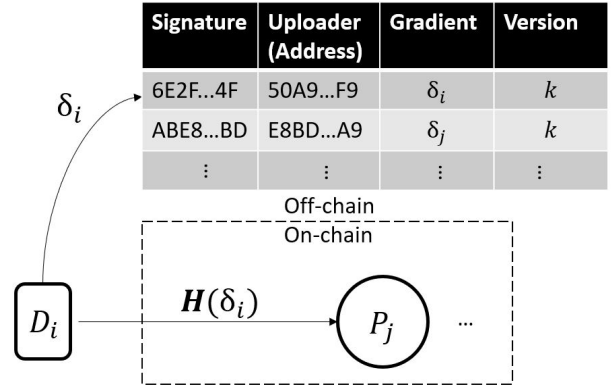 Signature Uploader (Address) Gradient Version
6E2F...4F 50A9...F9 δᵢ k
ABE8...BD E8BD...A9 δⱼ k
⋮ ⋮ ⋮ ⋮
δᵢ
Off-chain
On-chain
H(δᵢ)
Dᵢ Pⱼ ...